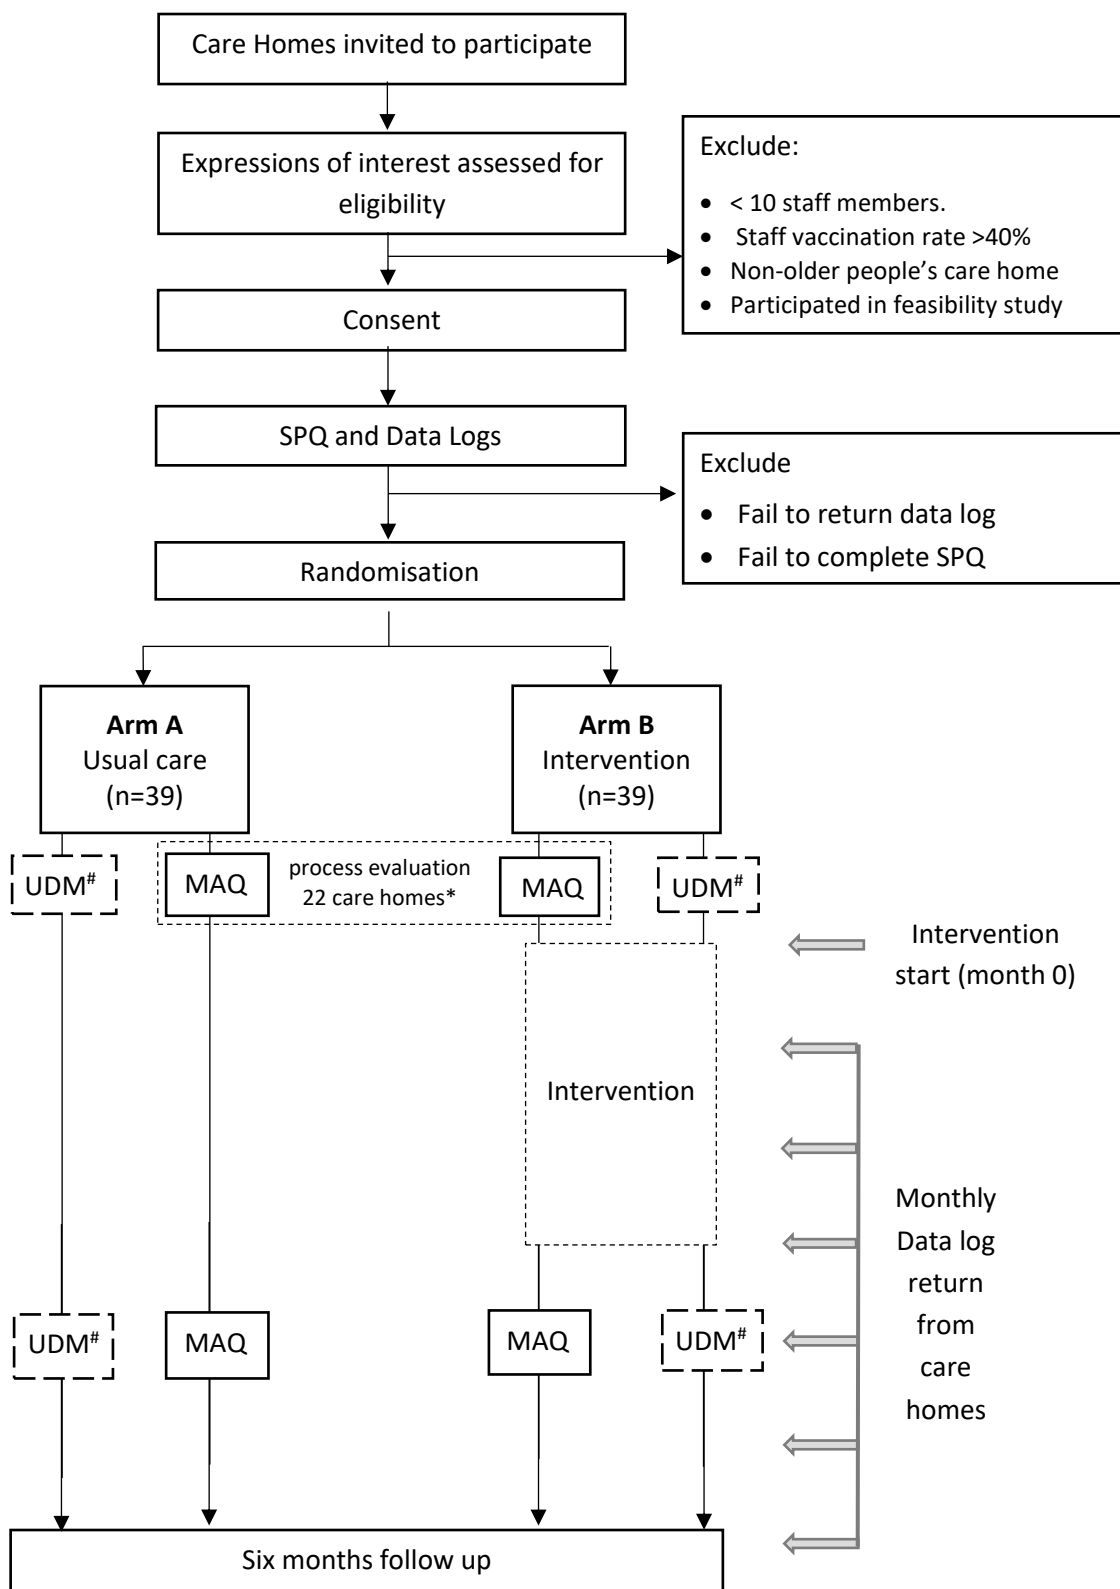 Care Homes invited to participate
Expressions of interest assessed for
eligibility
Exclude:
• < 10 staff members.
• Staff vaccination rate >40%
• Non-older people’s care home
• Participated in feasibility study
Consent
SPQ and Data Logs
Exclude
• Fail to return data log
• Fail to complete SPQ
Randomisation
Arm A
Usual care
(n=39)
Arm B
Intervention
(n=39)
UDM#
MAQ
process evaluation
22 care homes*
MAQ
UDM#
Intervention
start (month 0)
Intervention
Monthly
Data log
return
from
care
homes
UDM#
MAQ
MAQ
UDM#
Six months follow up